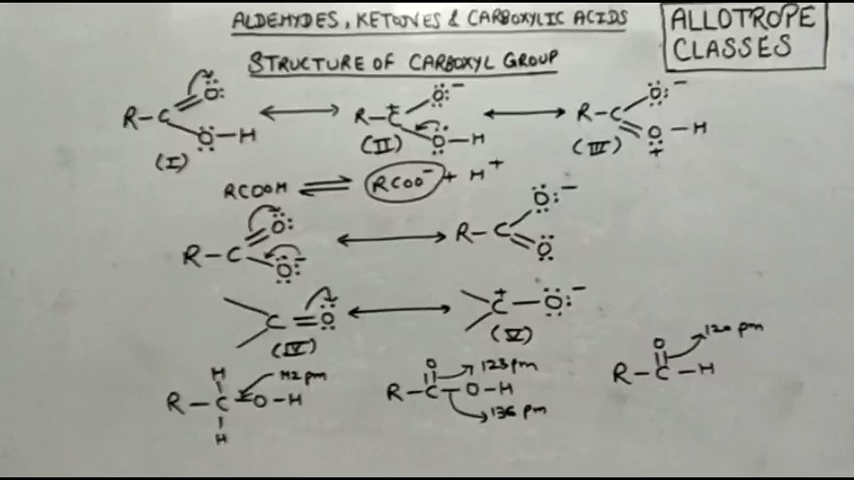 ALDEHYDES, KETONES & CARBOXYLIC ACIDS
ALLOTROPE
CLASSES
STRUCTURE OF CARBOXYL GROUP
R–C=Ö: –Ö–H ⟷ R–C⁺ –Ö:⁻ –Ö–H ⟷ R–C –Ö:⁻ =O⁺–H
(I) (II) (III)
RCOOH ⇌ RCOO⁻ + H⁺
R–C=Ö: –Ö:⁻ ⟷ R–C –Ö:⁻ =Ö
C=Ö ⟷ C⁺–Ö:⁻
(IV) (V)
H 112 pm
R–C–O–H
H
O 123 pm
R–C–O–H
136 pm
O 120 pm
R–C–H